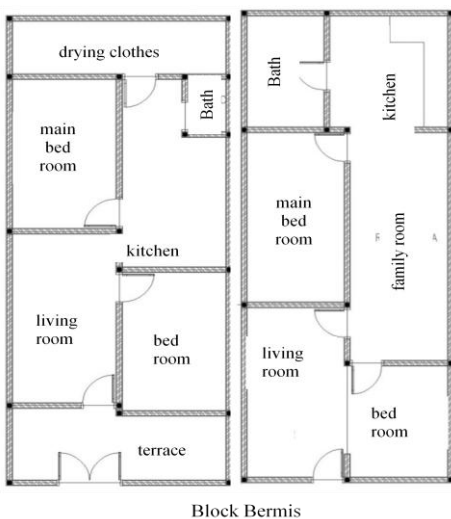 drying clothes
Bath
main
bed
room
kitchen
living
room
bed
room
terrace
Bath
kitchen
main
bed
room
family room
living
room
bed
room
Block Bermis